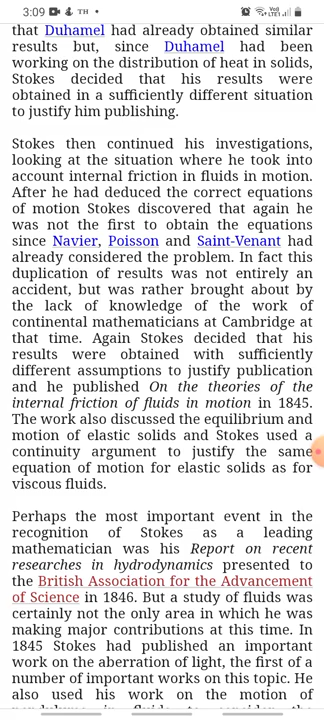 3:09
TH
Vo)
LTE1
that Duhamel had already obtained similar
results but, since Duhamel had been
working on the distribution of heat in solids,
Stokes decided that his results were
obtained in a sufficiently different situation
to justify him publishing.
Stokes then continued his investigations,
looking at the situation where he took into
account internal friction in fluids in motion.
After he had deduced the correct equations
of motion Stokes discovered that again he
was not the first to obtain the equations
since Navier, Poisson and Saint-Venant had
already considered the problem. In fact this
duplication of results was not entirely an
accident, but was rather brought about by
the lack of knowledge of the work of
continental mathematicians at Cambridge at
that time. Again Stokes decided that his
results were obtained with sufficiently
different assumptions to justify publication
and he published On the theories of the
internal friction of fluids in motion in 1845.
The work also discussed the equilibrium and
motion of elastic solids and Stokes used a
continuity argument to justify the same
equation of motion for elastic solids as for
viscous fluids.
Perhaps the most important event in the
recognition of Stokes as a leading
mathematician was his Report on recent
researches in hydrodynamics presented to
the British Association for the Advancement
of Science in 1846. But a study of fluids was
certainly not the only area in which he was
making major contributions at this time. In
1845 Stokes had published an important
work on the aberration of light, the first of a
number of important works on this topic. He
also used his work on the motion of